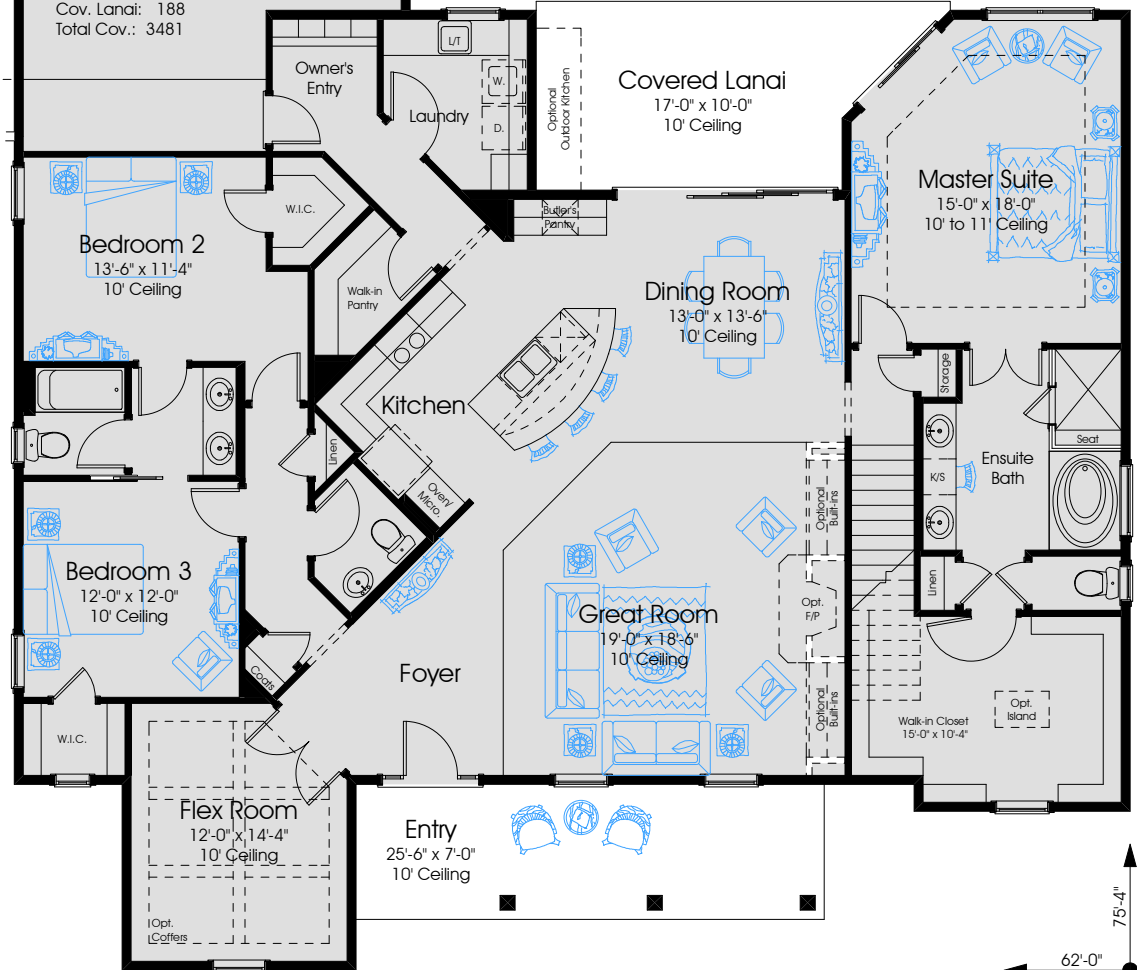 Cov. Lanai: 188
Total Cov.: 3481
Owner's
Entry
L/T
W.
D.
Laundry
Optional
Outdoor Kitchen
Covered Lanai
17'-0" x 10'-0"
10' Ceiling
Master Suite
15'-0" x 18'-0"
10' to 11' Ceiling
W.I.C.
Bedroom 2
13'-6" x 11'-4"
10' Ceiling
Butler's
Pantry
Walk-in
Pantry
Dining Room
13'-0" x 13'-6"
10' Ceiling
Storage
Kitchen
Linen
Oven/
Micro.
Seat
Ensuite
Bath
K/S
Optional
Built-ins
Bedroom 3
12'-0" x 12'-0"
10' Ceiling
Linen
Opt.
F/P
Great Room
19'-0" x 18'-6"
10' Ceiling
Foyer
Coats
Optional
Built-ins
Walk-in Closet
15'-0" x 10'-4"
Opt.
Island
W.I.C.
Flex Room
12'-0" x 14'-4"
10' Ceiling
Opt.
Coffers
Entry
25'-6" x 7'-0"
10' Ceiling
75'-4"
62'-0"